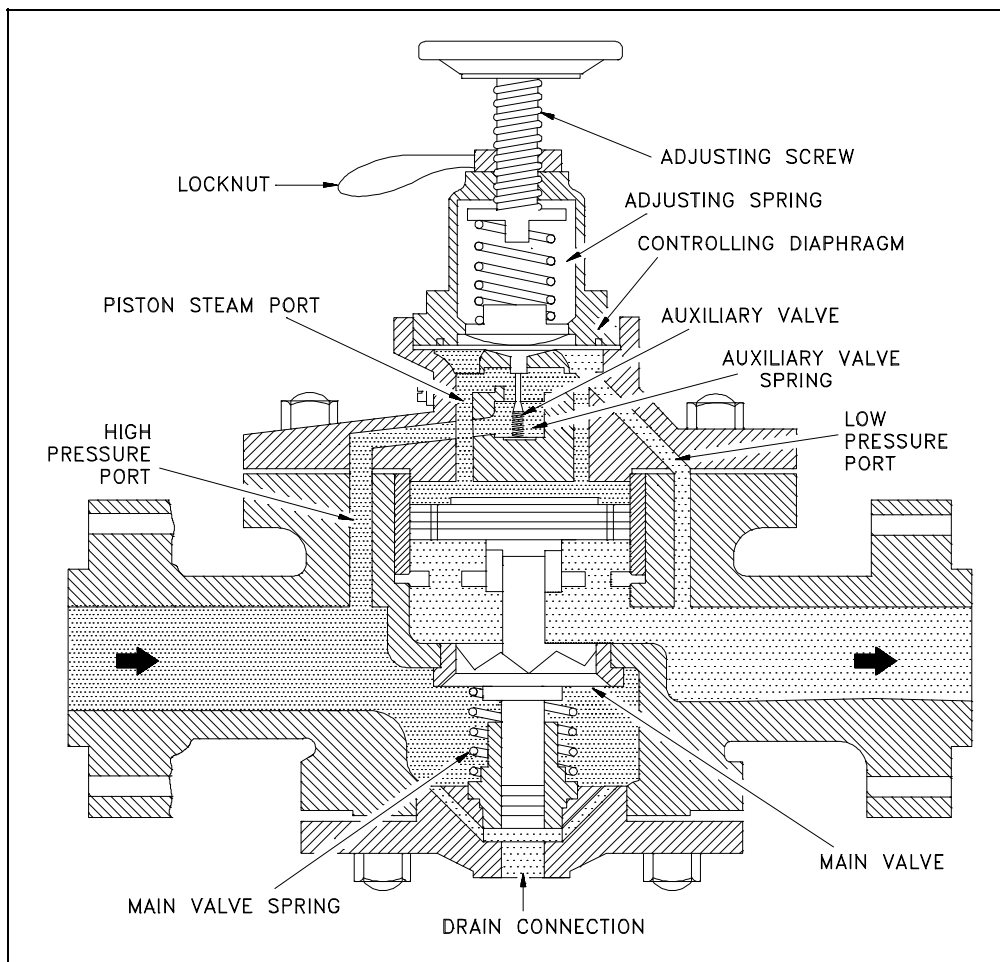 ADJUSTING SCREW
LOCKNUT
ADJUSTING SPRING
CONTROLLING DIAPHRAGM
PISTON STEAM PORT
AUXILIARY VALVE
AUXILIARY VALVE
SPRING
HIGH
PRESSURE
PORT
LOW
PRESSURE
PORT
MAIN VALVE
MAIN VALVE SPRING
DRAIN CONNECTION